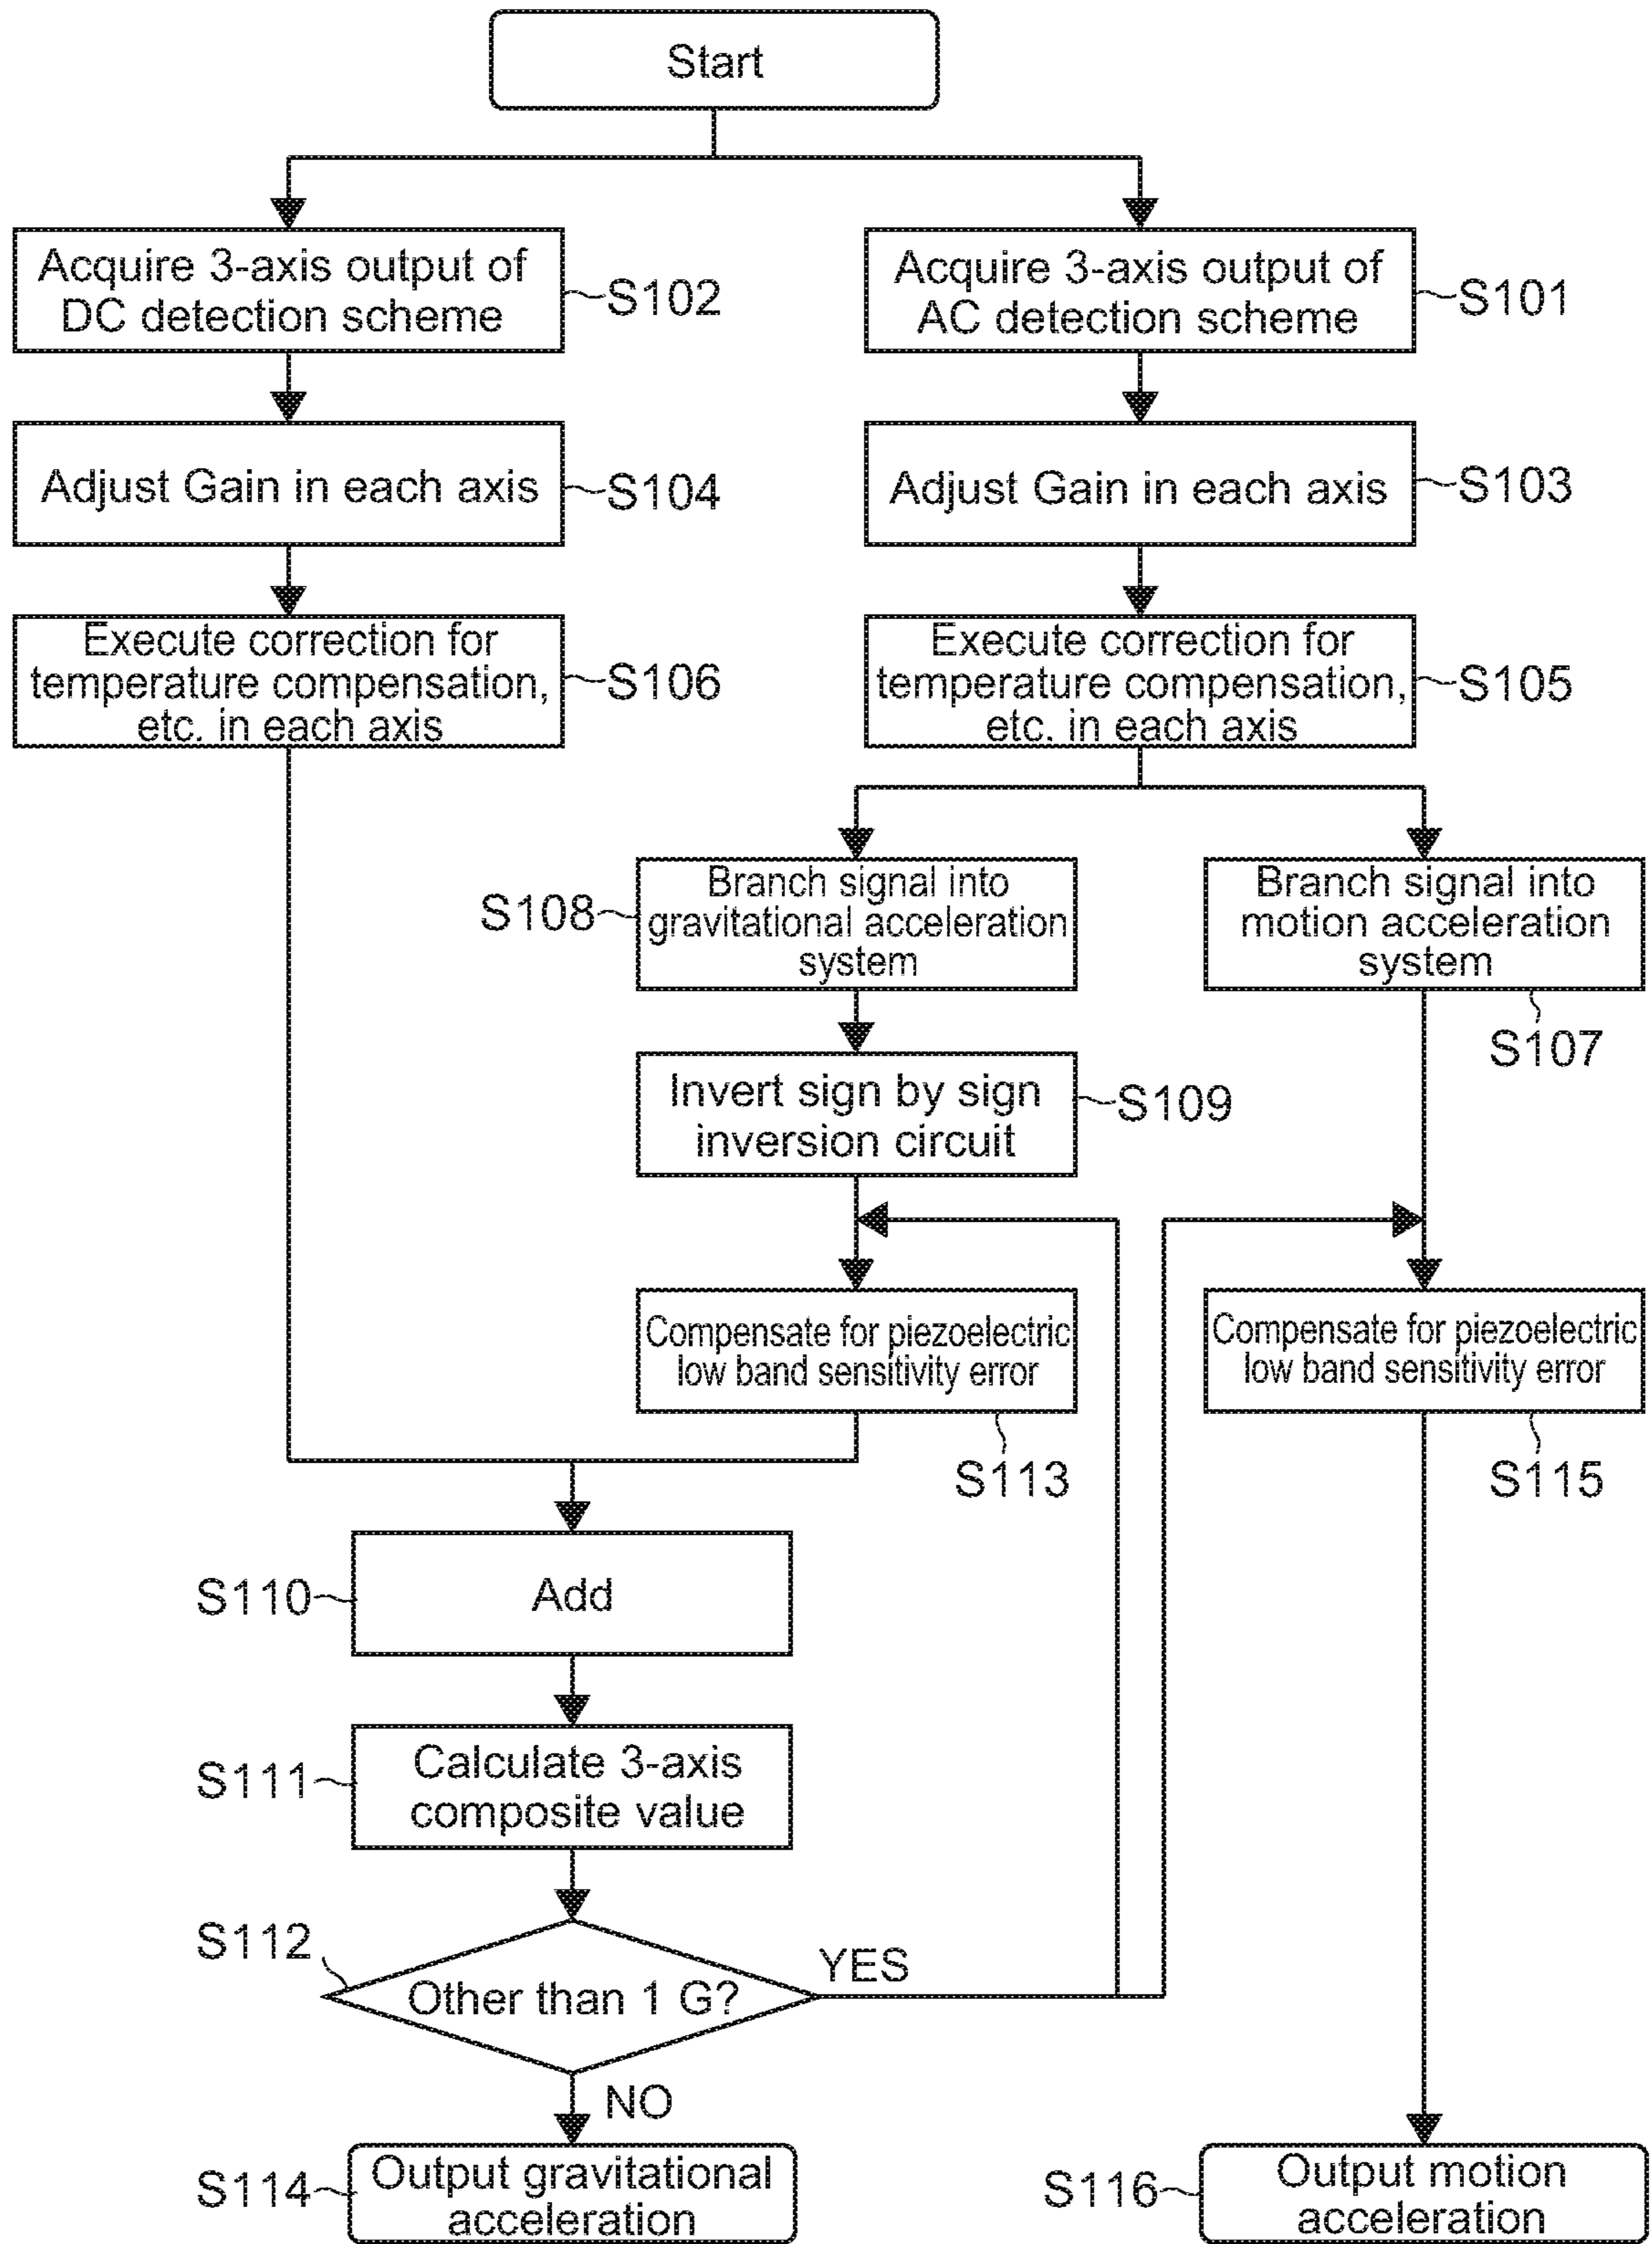 Start
Acquire 3-axis output of
DC detection scheme
S102
Acquire 3-axis output of
AC detection scheme
S101
Adjust Gain in each axis
S104
Adjust Gain in each axis
S103
Execute correction for
temperature compensation,
etc. in each axis
S106
Execute correction for
temperature compensation,
etc. in each axis
S105
S108
Branch signal into
gravitational acceleration
system
Branch signal into
motion acceleration
system
S107
Invert sign by sign
inversion circuit
S109
Compensate for piezoelectric
low band sensitivity error
S113
Compensate for piezoelectric
low band sensitivity error
S115
S110
Add
S111
Calculate 3-axis
composite value
S112
Other than 1 G?
YES
NO
S114
Output gravitational
acceleration
S116
Output motion
acceleration